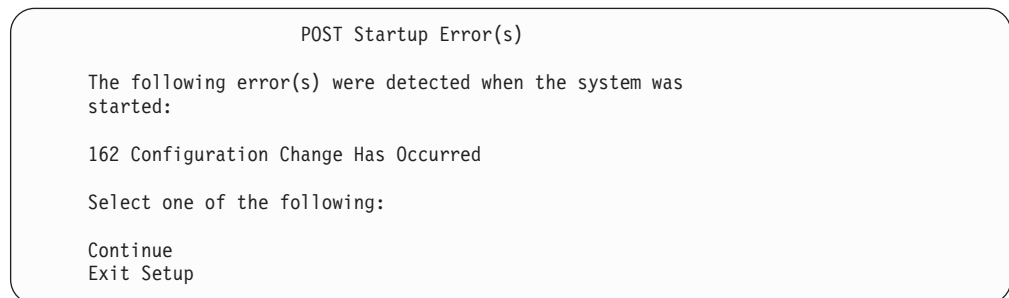 POST Startup Error(s)
The following error(s) were detected when the system was
started:
162 Configuration Change Has Occurred
Select one of the following:
Continue
Exit Setup